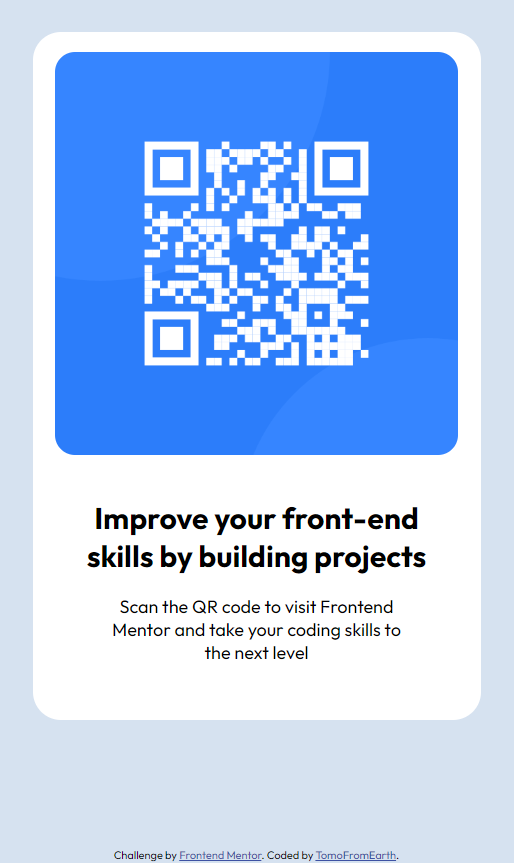 Improve your front-end
skills by building projects
Scan the QR code to visit Frontend
Mentor and take your coding skills to
the next level
Challenge by Frontend Mentor. Coded by TomoFromEarth.